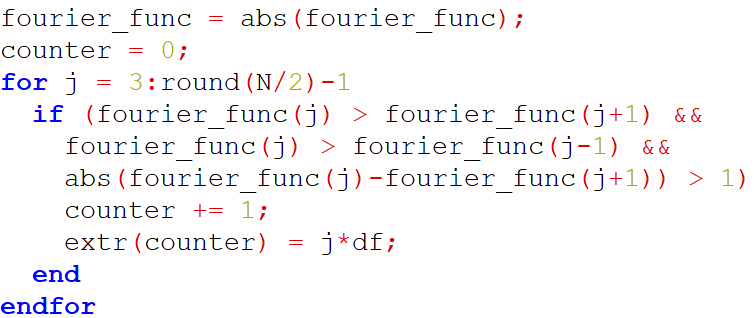 fourier_func = abs(fourier_func);
counter = 0;
for j = 3:round(N/2)-1
  if (fourier_func(j) > fourier_func(j+1) &&
    fourier_func(j) > fourier_func(j-1) &&
    abs(fourier_func(j)-fourier_func(j+1)) > 1)
    counter += 1;
    extr(counter) = j*df;
  end
endfor